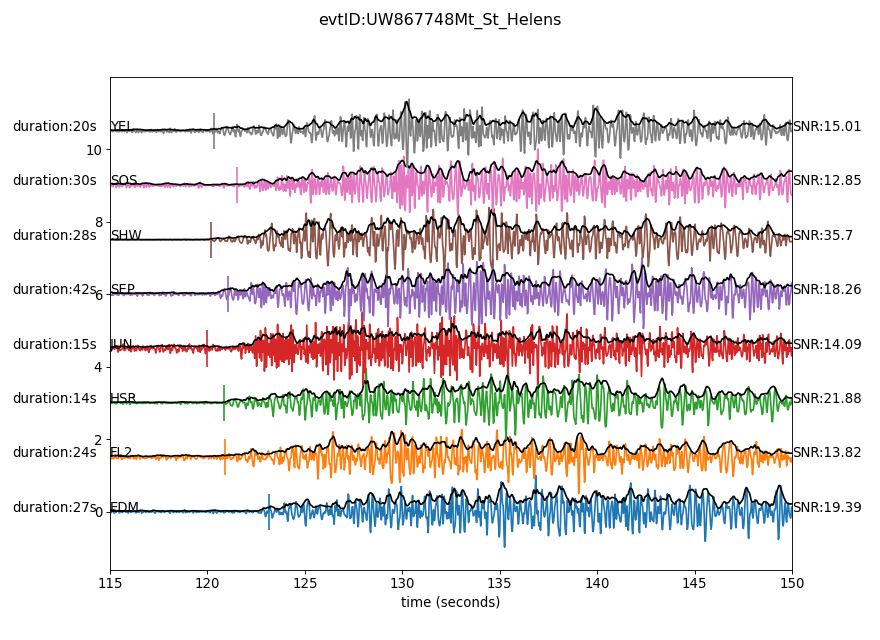 evtID:UW867748Mt_St_Helens
duration:20s YEL SNR:15.01
10
duration:30s SOS SNR:12.85
8
duration:28s SHW SNR:35.7
duration:42s SEP SNR:18.26
6
duration:15s JUN SNR:14.09
4
duration:14s HSR SNR:21.88
2
duration:24s FL2 SNR:13.82
duration:27s EDM SNR:19.39
0
115 120 125 130 135 140 145 150
time (seconds)